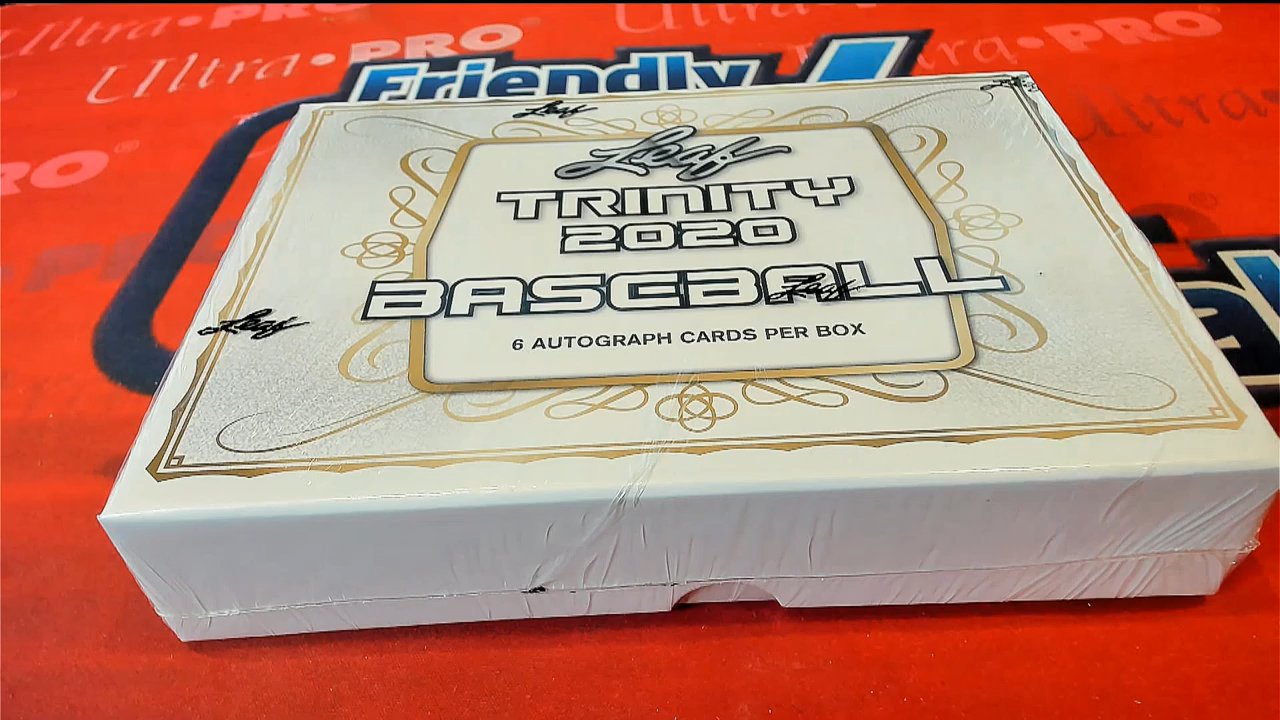 Ultra•PRO
Ultra•PRO®
Ultra•PRO
Friendly
PRO®
Leaf
Leaf
TRINITY
2020
BASEBALL
Leaf
Leaf
6 AUTOGRAPH CARDS PER BOX